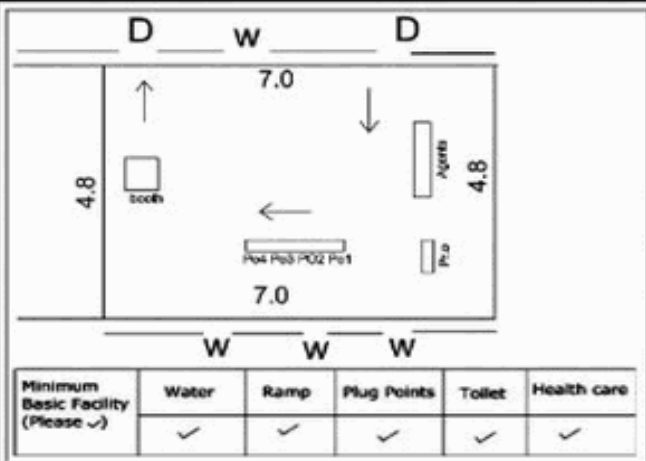 D W D
7.0
4.8
booth
Agents
4.8
Pr.o
Po4 Po3 PO2 Po1
7.0
W W W
Minimum Basic Facility (Please ✓)
Water Ramp Plug Points Toilet Health care
✓ ✓ ✓ ✓ ✓